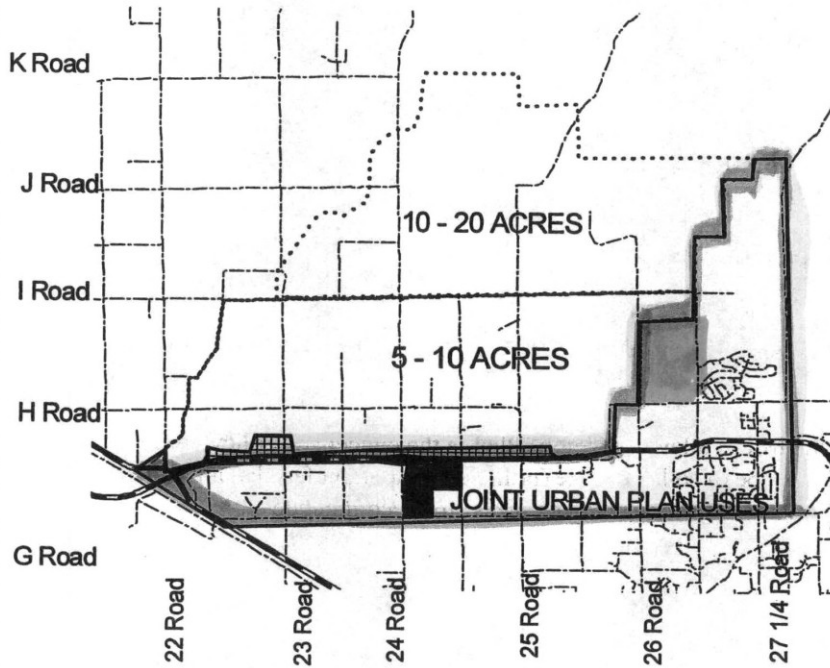 K Road
J Road
10 - 20 ACRES
I Road
5 - 10 ACRES
H Road
JOINT URBAN PLAN USES
G Road
22 Road
23 Road
24 Road
25 Road
26 Road
27 1/4 Road